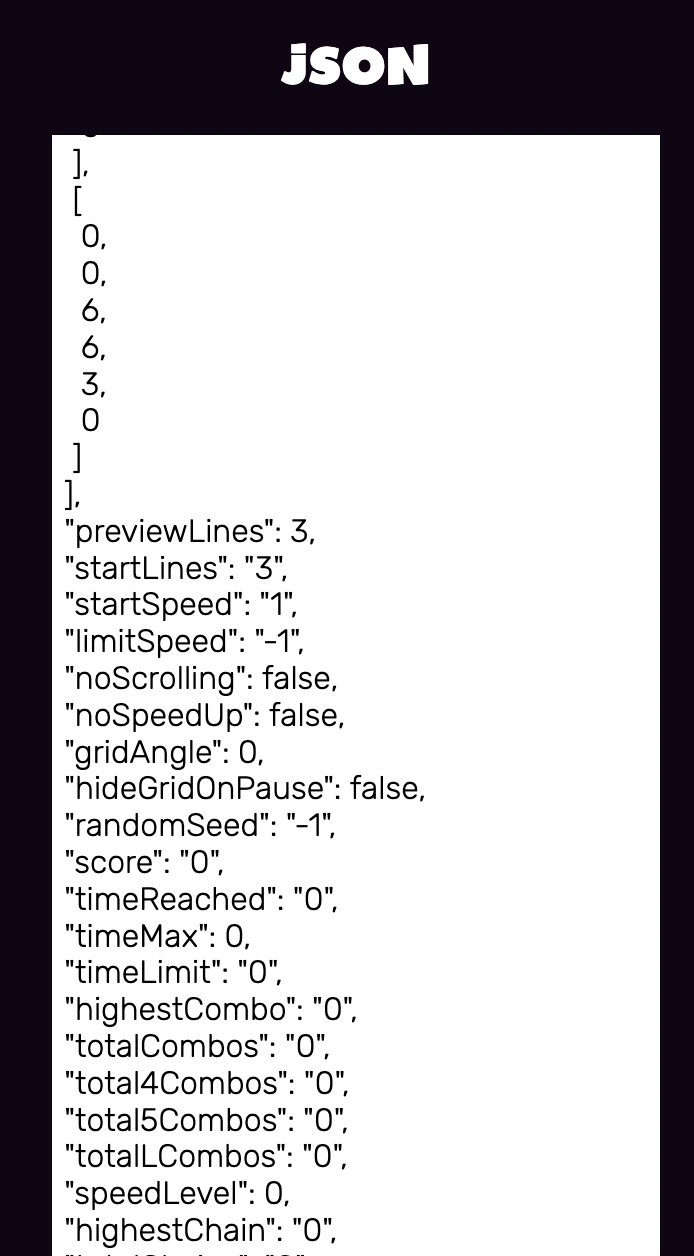 JSON
],
[
0,
0,
6,
6,
3,
0
]
],
"previewLines": 3,
"startLines": "3",
"startSpeed": "1",
"limitSpeed": "-1",
"noScrolling": false,
"noSpeedUp": false,
"gridAngle": 0,
"hideGridOnPause": false,
"randomSeed": "-1",
"score": "0",
"timeReached": "0",
"timeMax": 0,
"timeLimit": "0",
"highestCombo": "0",
"totalCombos": "0",
"total4Combos": "0",
"total5Combos": "0",
"totalLCombos": "0",
"speedLevel": 0,
"highestChain": "0",